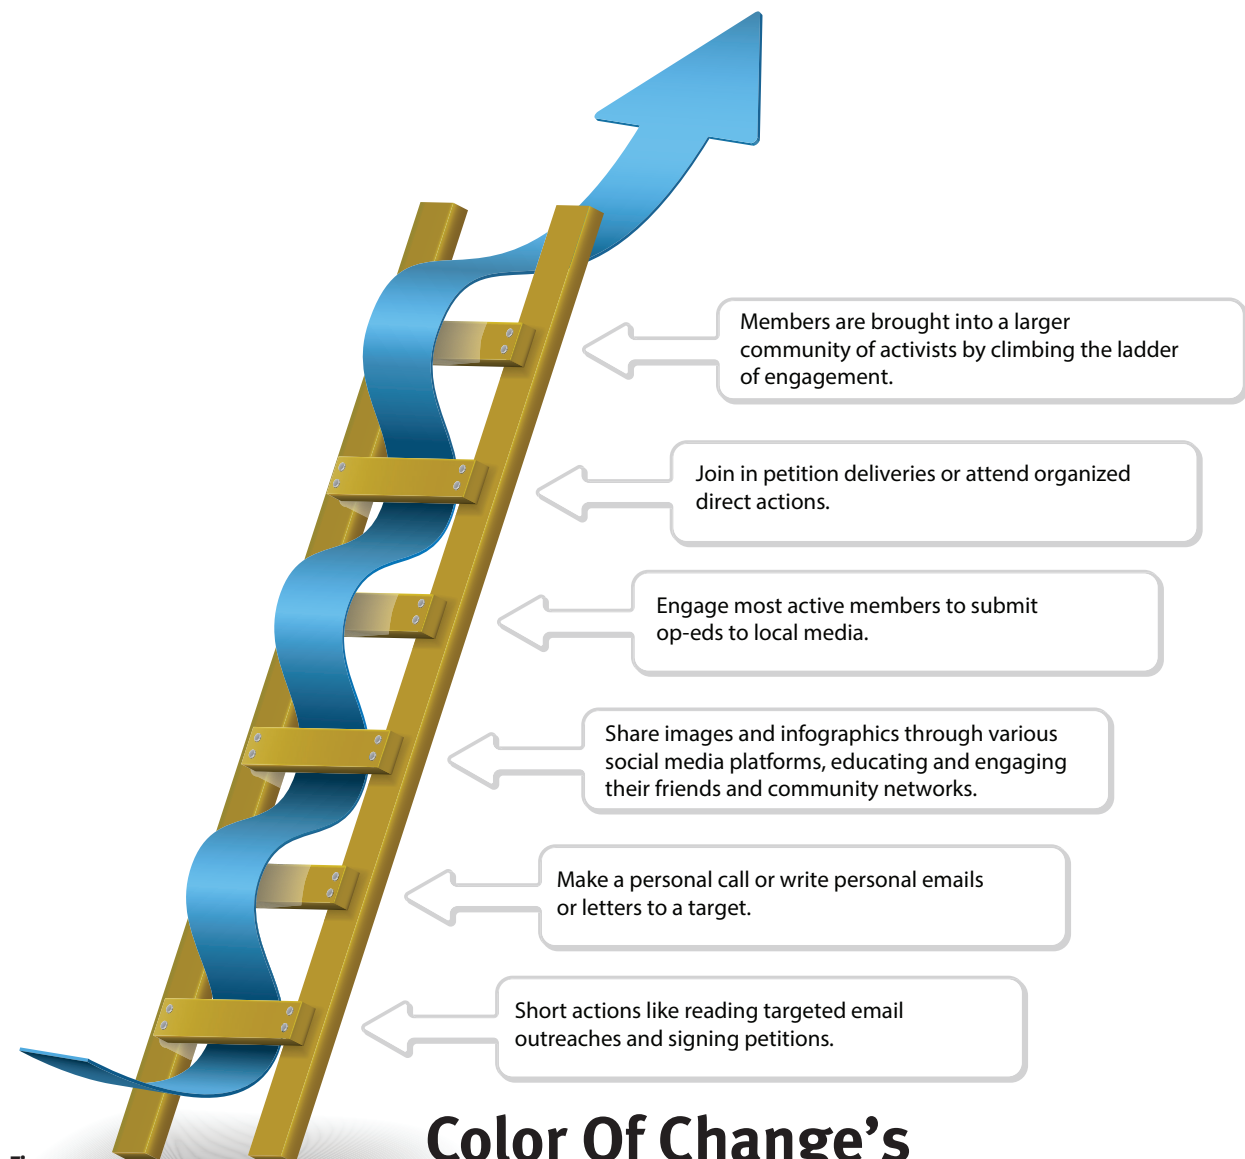 Members are brought into a larger
community of activists by climbing the ladder
of engagement.
Join in petition deliveries or attend organized
direct actions.
Engage most active members to submit
op-eds to local media.
Share images and infographics through various
social media platforms, educating and engaging
their friends and community networks.
Make a personal call or write personal emails
or letters to a target.
Short actions like reading targeted email
outreaches and signing petitions.
Color Of Change's